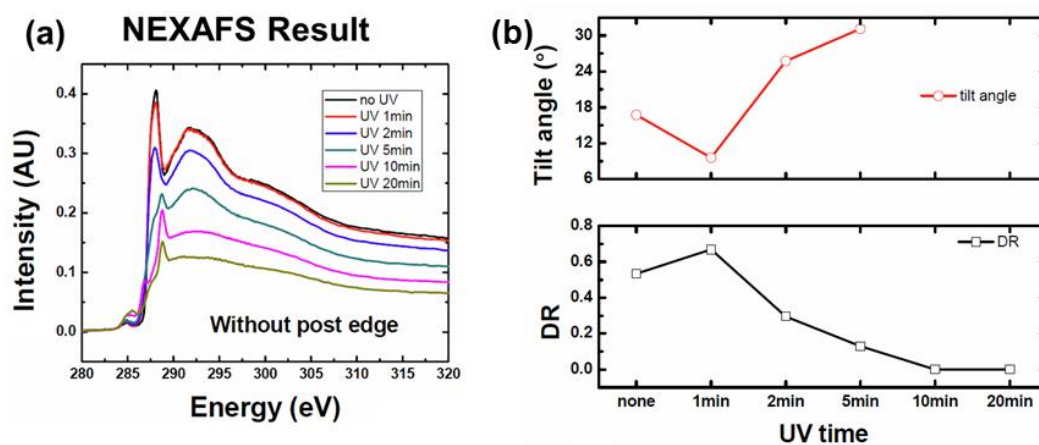 (a) NEXAFS Result
Intensity (AU)
0.4
0.3
0.2
0.1
0.0
no UV
UV 1min
UV 2min
UV 5min
UV 10min
UV 20min
Without post edge
280 285 290 295 300 305 310 315 320
Energy (eV)
(b)
Tilt angle (°)
30
24
18
12
6
tilt angle
DR
0.8
0.6
0.4
0.2
0.0
DR
none 1min 2min 5min 10min 20min
UV time